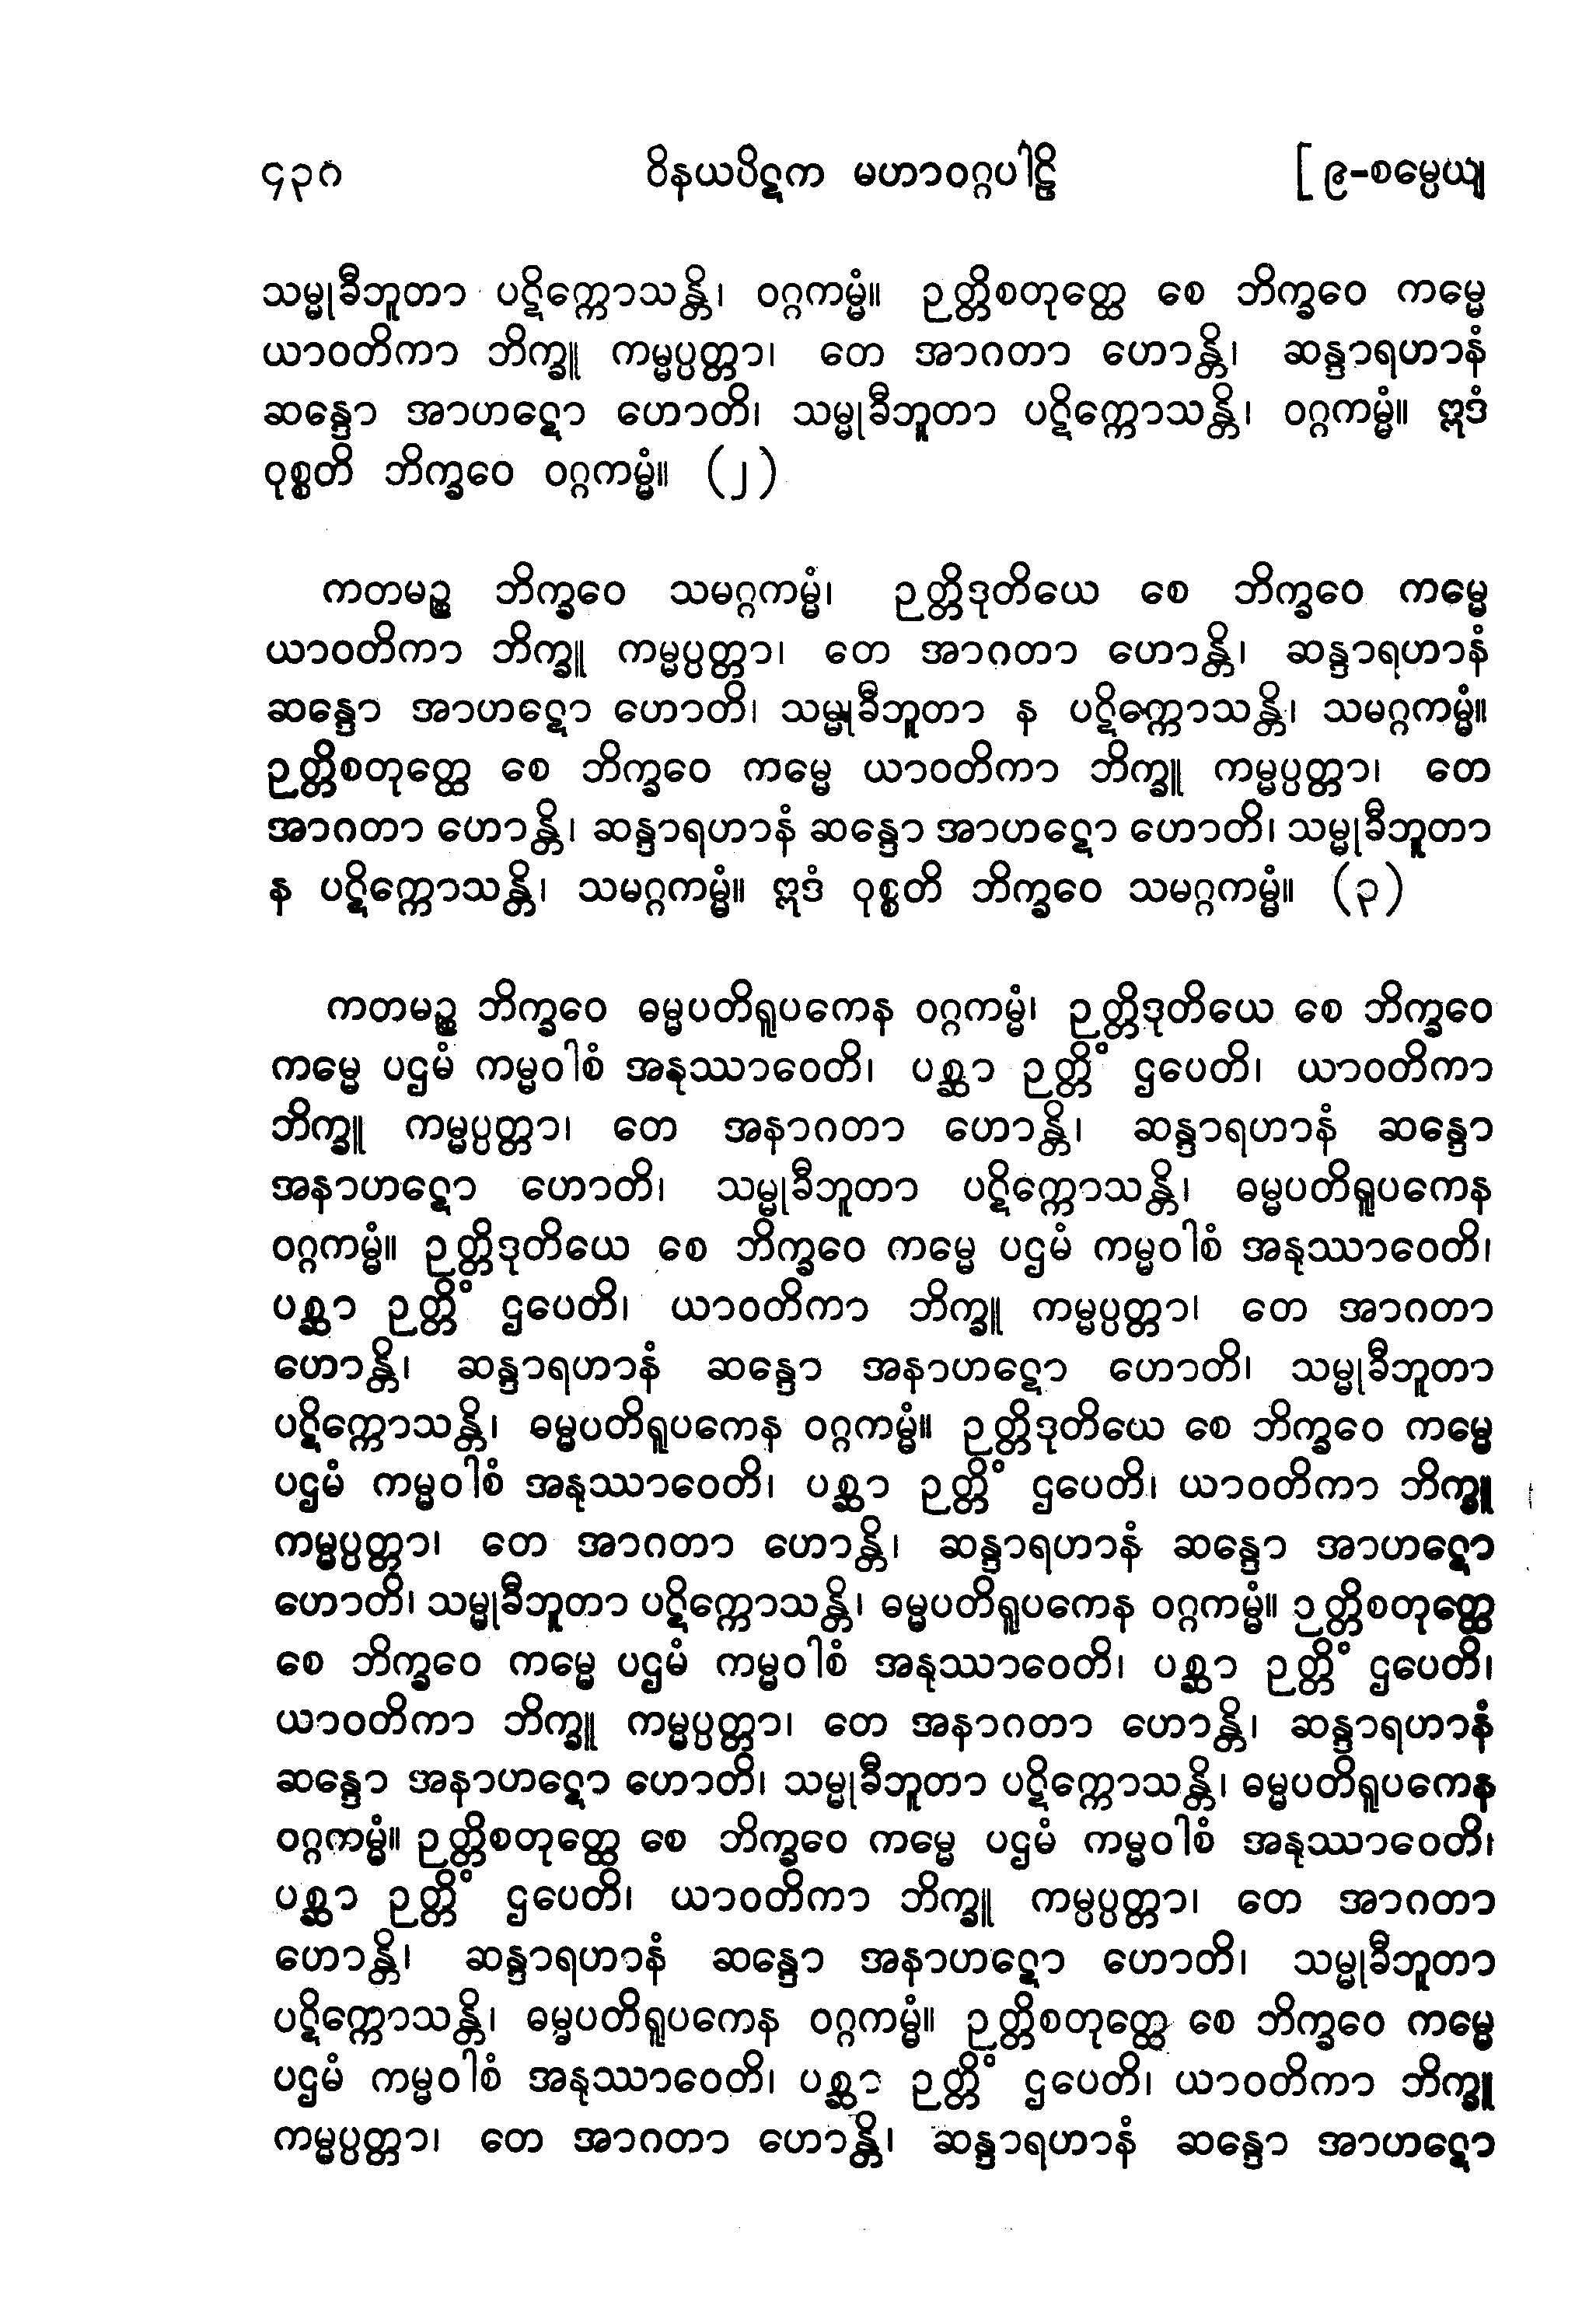 ၄၃၈ ဝိနယပိဋက မဟာဝဂ္ဂပါဠိ [ ၉-စမ္ပေယျ
သမ္မုခီဘူတာ ပဋိက္ကောသန္တိ၊ ဝဂ္ဂကမ္မံ။ ဉတ္တိစတုတ္ထေ စေ ဘိက္ခဝေ ကမ္မေ
ယာဝတိကာ ဘိက္ခူ ကမ္မပ္ပတ္တာ၊ တေ အာဂတာ ဟောန္တိ၊ ဆန္ဒာရဟာနံ
ဆန္ဒော အာဟဋော ဟောတိ၊ သမ္မုခီဘူတာ ပဋိက္ကောသန္တိ၊ ဝဂ္ဂကမ္မံ။ ဣဒံ
ဝုစ္စတိ ဘိက္ခဝေ ဝဂ္ဂကမ္မံ။ (၂)
ကတမဉ္စ ဘိက္ခဝေ သမဂ္ဂကမ္မံ၊ ဉတ္တိဒုတိယေ စေ ဘိက္ခဝေ ကမ္မေ
ယာဝတိကာ ဘိက္ခူ ကမ္မပ္ပတ္တာ၊ တေ အာဂတာ ဟောန္တိ၊ ဆန္ဒာရဟာနံ
ဆန္ဒော အာဟဋော ဟောတိ၊ သမ္မုခီဘူတာ န ပဋိက္ကောသန္တိ၊ သမဂ္ဂကမ္မံ။
ဉတ္တိစတုတ္ထေ စေ ဘိက္ခဝေ ကမ္မေ ယာဝတိကာ ဘိက္ခူ ကမ္မပ္ပတ္တာ၊ တေ
အာဂတာ ဟောန္တိ၊ ဆန္ဒာရဟာနံ ဆန္ဒော အာဟဋော ဟောတိ၊ သမ္မုခီဘူတာ
န ပဋိက္ကောသန္တိ၊ သမဂ္ဂကမ္မံ။ ဣဒံ ဝုစ္စတိ ဘိက္ခဝေ သမဂ္ဂကမ္မံ။ (၃)
ကတမဉ္စ ဘိက္ခဝေ ဓမ္မပတိရူပကေန ဝဂ္ဂကမ္မံ၊ ဉတ္တိဒုတိယေ စေ ဘိက္ခဝေ
ကမ္မေ ပဌမံ ကမ္မဝါစံ အနုဿာဝေတိ၊ ပစ္ဆာ ဉတ္တိံ ဌပေတိ၊ ယာဝတိကာ
ဘိက္ခူ ကမ္မပ္ပတ္တာ၊ တေ အနာဂတာ ဟောန္တိ၊ ဆန္ဒာရဟာနံ ဆန္ဒော
အနာဟဋော ဟောတိ၊ သမ္မုခီဘူတာ ပဋိက္ကောသန္တိ၊ ဓမ္မပတိရူပကေန
ဝဂ္ဂကမ္မံ။ ဉတ္တိဒုတိယေ စေ ဘိက္ခဝေ ကမ္မေ ပဌမံ ကမ္မဝါစံ အနုဿာဝေတိ၊
ပစ္ဆာ ဉတ္တိံ ဌပေတိ၊ ယာဝတိကာ ဘိက္ခူ ကမ္မပ္ပတ္တာ၊ တေ အာဂတာ
ဟောန္တိ၊ ဆန္ဒာရဟာနံ ဆန္ဒော အနာဟဋော ဟောတိ၊ သမ္မုခီဘူတာ
ပဋိက္ကောသန္တိ၊ ဓမ္မပတိရူပကေန ဝဂ္ဂကမ္မံ။ ဉတ္တိဒုတိယေ စေ ဘိက္ခဝေ ကမ္မေ
ပဌမံ ကမ္မဝါစံ အနုဿာဝေတိ၊ ပစ္ဆာ ဉတ္တိံ ဌပေတိ၊ ယာဝတိကာ ဘိက္ခူ
ကမ္မပ္ပတ္တာ၊ တေ အာဂတာ ဟောန္တိ၊ ဆန္ဒာရဟာနံ ဆန္ဒော အာဟဋော
ဟောတိ၊ သမ္မုခီဘူတာ ပဋိက္ကောသန္တိ၊ ဓမ္မပတိရူပကေန ဝဂ္ဂကမ္မံ။ ဉတ္တိစတုတ္ထေ
စေ ဘိက္ခဝေ ကမ္မေ ပဌမံ ကမ္မဝါစံ အနုဿာဝေတိ၊ ပစ္ဆာ ဉတ္တိံ ဌပေတိ၊
ယာဝတိကာ ဘိက္ခူ ကမ္မပ္ပတ္တာ၊ တေ အနာဂတာ ဟောန္တိ၊ ဆန္ဒာရဟာနံ
ဆန္ဒော အနာဟဋော ဟောတိ၊ သမ္မုခီဘူတာ ပဋိက္ကောသန္တိ၊ ဓမ္မပတိရူပကေန
ဝဂ္ဂကမ္မံ။ ဉတ္တိစတုတ္ထေ စေ ဘိက္ခဝေ ကမ္မေ ပဌမံ ကမ္မဝါစံ အနုဿာဝေတိ၊
ပစ္ဆာ ဉတ္တိံ ဌပေတိ၊ ယာဝတိကာ ဘိက္ခူ ကမ္ပပ္ပတ္တာ၊ တေ အာဂတာ
ဟောန္တိ၊ ဆန္ဒာရဟာနံ ဆန္ဒော အနာဟဋော ဟောတိ၊ သမ္မုခီဘူတာ
ပဋိက္ကောသန္တိ၊ ဓမ္မပတိရူပကေန ဝဂ္ဂကမ္မံ။ ဉတ္တိစတုတ္ထေ စေ ဘိက္ခဝေ ကမ္မေ
ပဌမံ ကမ္မဝါစံ အနုဿာဝေတိ၊ ပစ္ဆာ ဉတ္တိံ ဌပေတိ၊ ယာဝတိကာ ဘိက္ခူ
ကမ္မပ္ပတ္တာ၊ တေ အာဂတာ ဟောန္တိ၊ ဆန္ဒာရဟာနံ ဆန္ဒော အာဟဋော